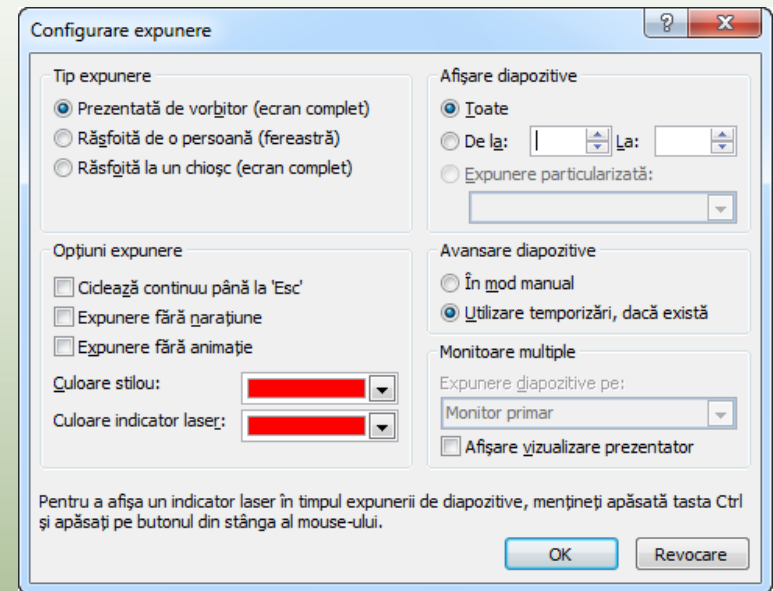 Configurare expunere
Tip expunere
Prezentată de vorbitor (ecran complet)
Răsfoită de o persoană (fereastră)
Răsfoită la un chioșc (ecran complet)
Afișare diapozitive
Toate
De la: La:
Expunere particularizată:
Opțiuni expunere
Ciclează continuu până la 'Esc'
Expunere fără narațiune
Expunere fără animație
Culoare stilou:
Culoare indicator laser:
Avansare diapozitive
În mod manual
Utilizare temporizări, dacă există
Monitoare multiple
Expunere diapozitive pe:
Monitor primar
Afișare vizualizare prezentator
Pentru a afișa un indicator laser în timpul expunerii de diapozitive, mențineți apăsată tasta Ctrl
și apăsați pe butonul din stânga al mouse-ului.
OK Revocare